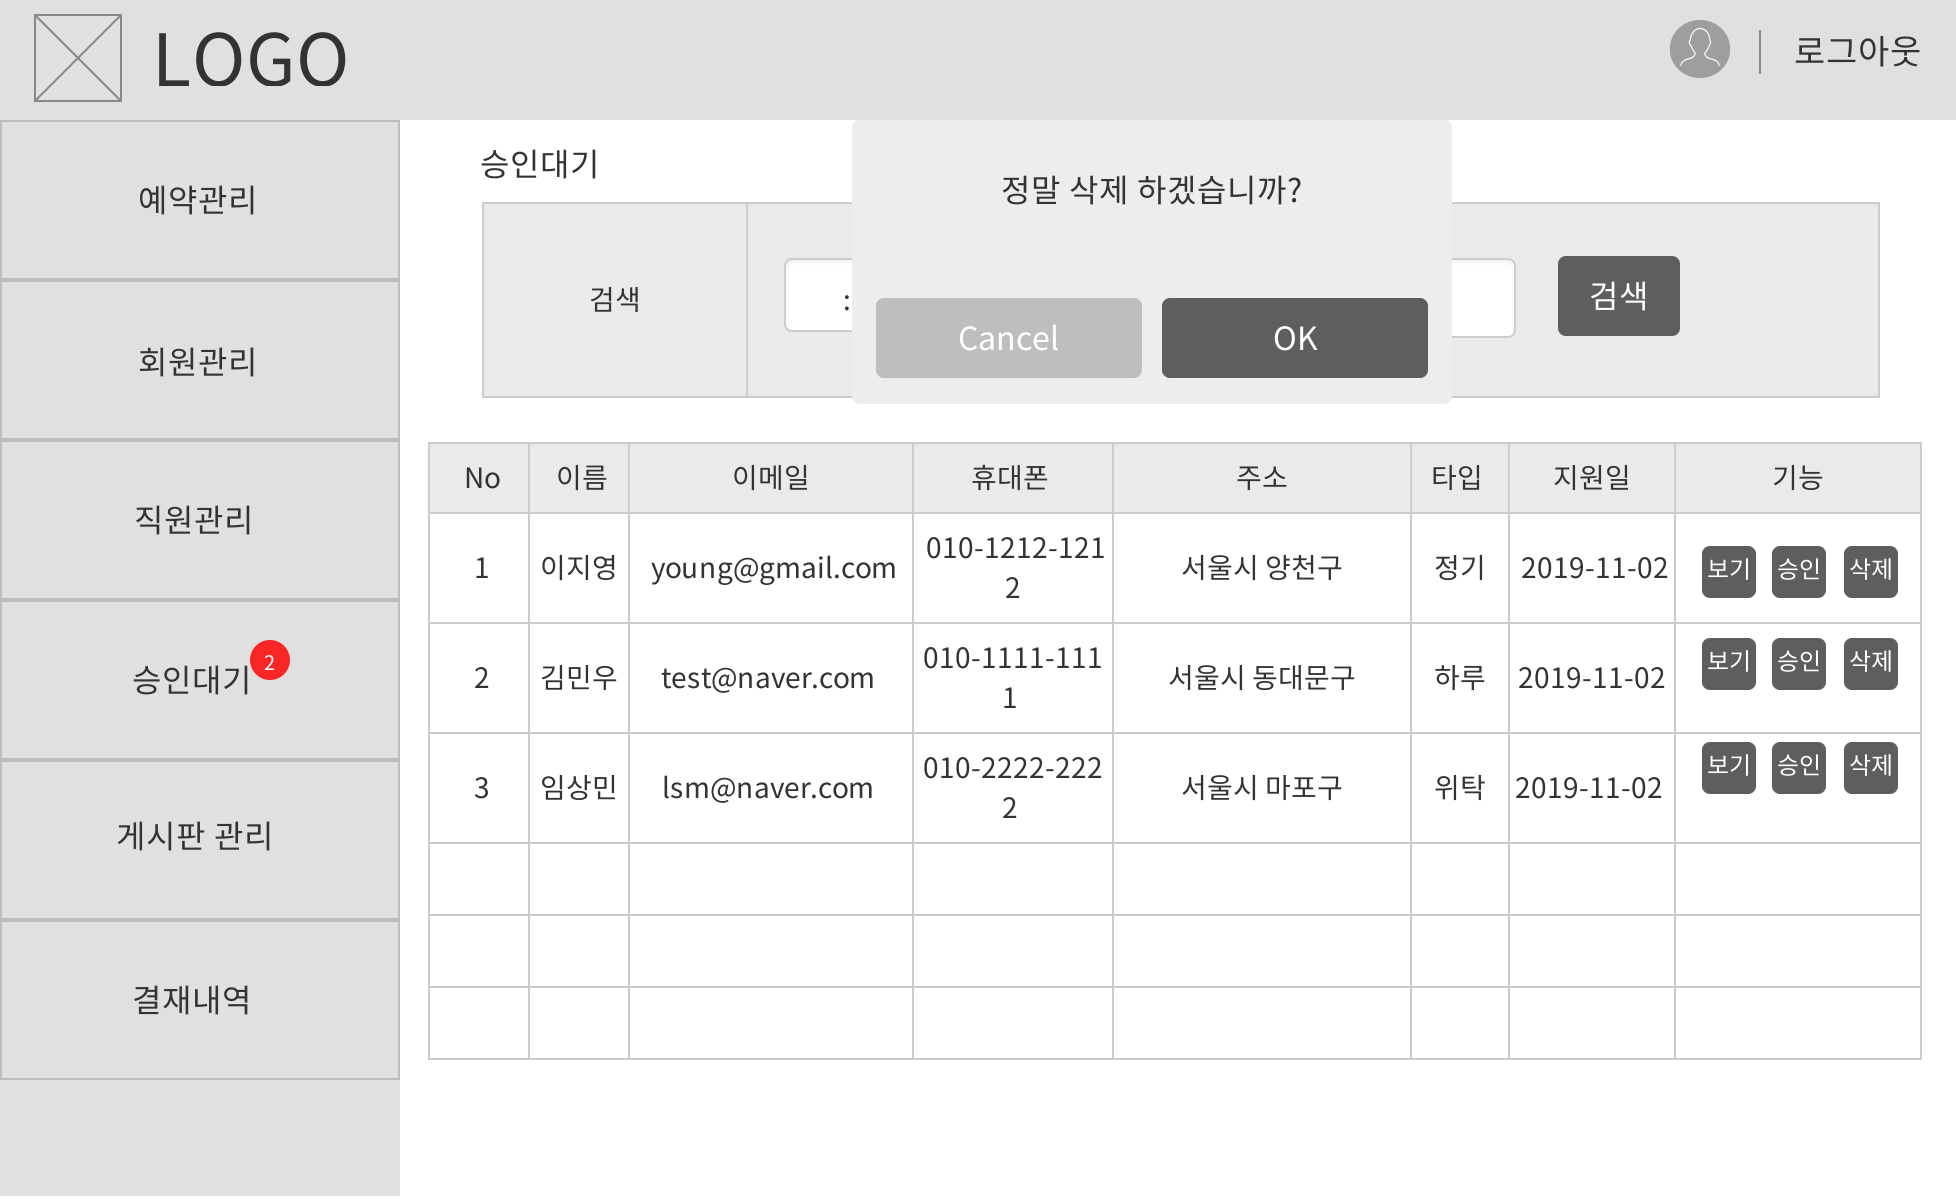 LOGO
로그아웃
예약관리
회원관리
직원관리
승인대기
2
게시판 관리
결재내역
승인대기
정말 삭제 하겠습니까?
Cancel
OK
검색
:
검색
No 이름 이메일 휴대폰 주소 타입 지원일 기능
1 이지영 young@gmail.com 010-1212-121
2 서울시 양천구 정기 2019-11-02 보기 승인 삭제
2 김민우 test@naver.com 010-1111-111
1 서울시 동대문구 하루 2019-11-02 보기 승인 삭제
3 임상민 lsm@naver.com 010-2222-222
2 서울시 마포구 위탁 2019-11-02 보기 승인 삭제